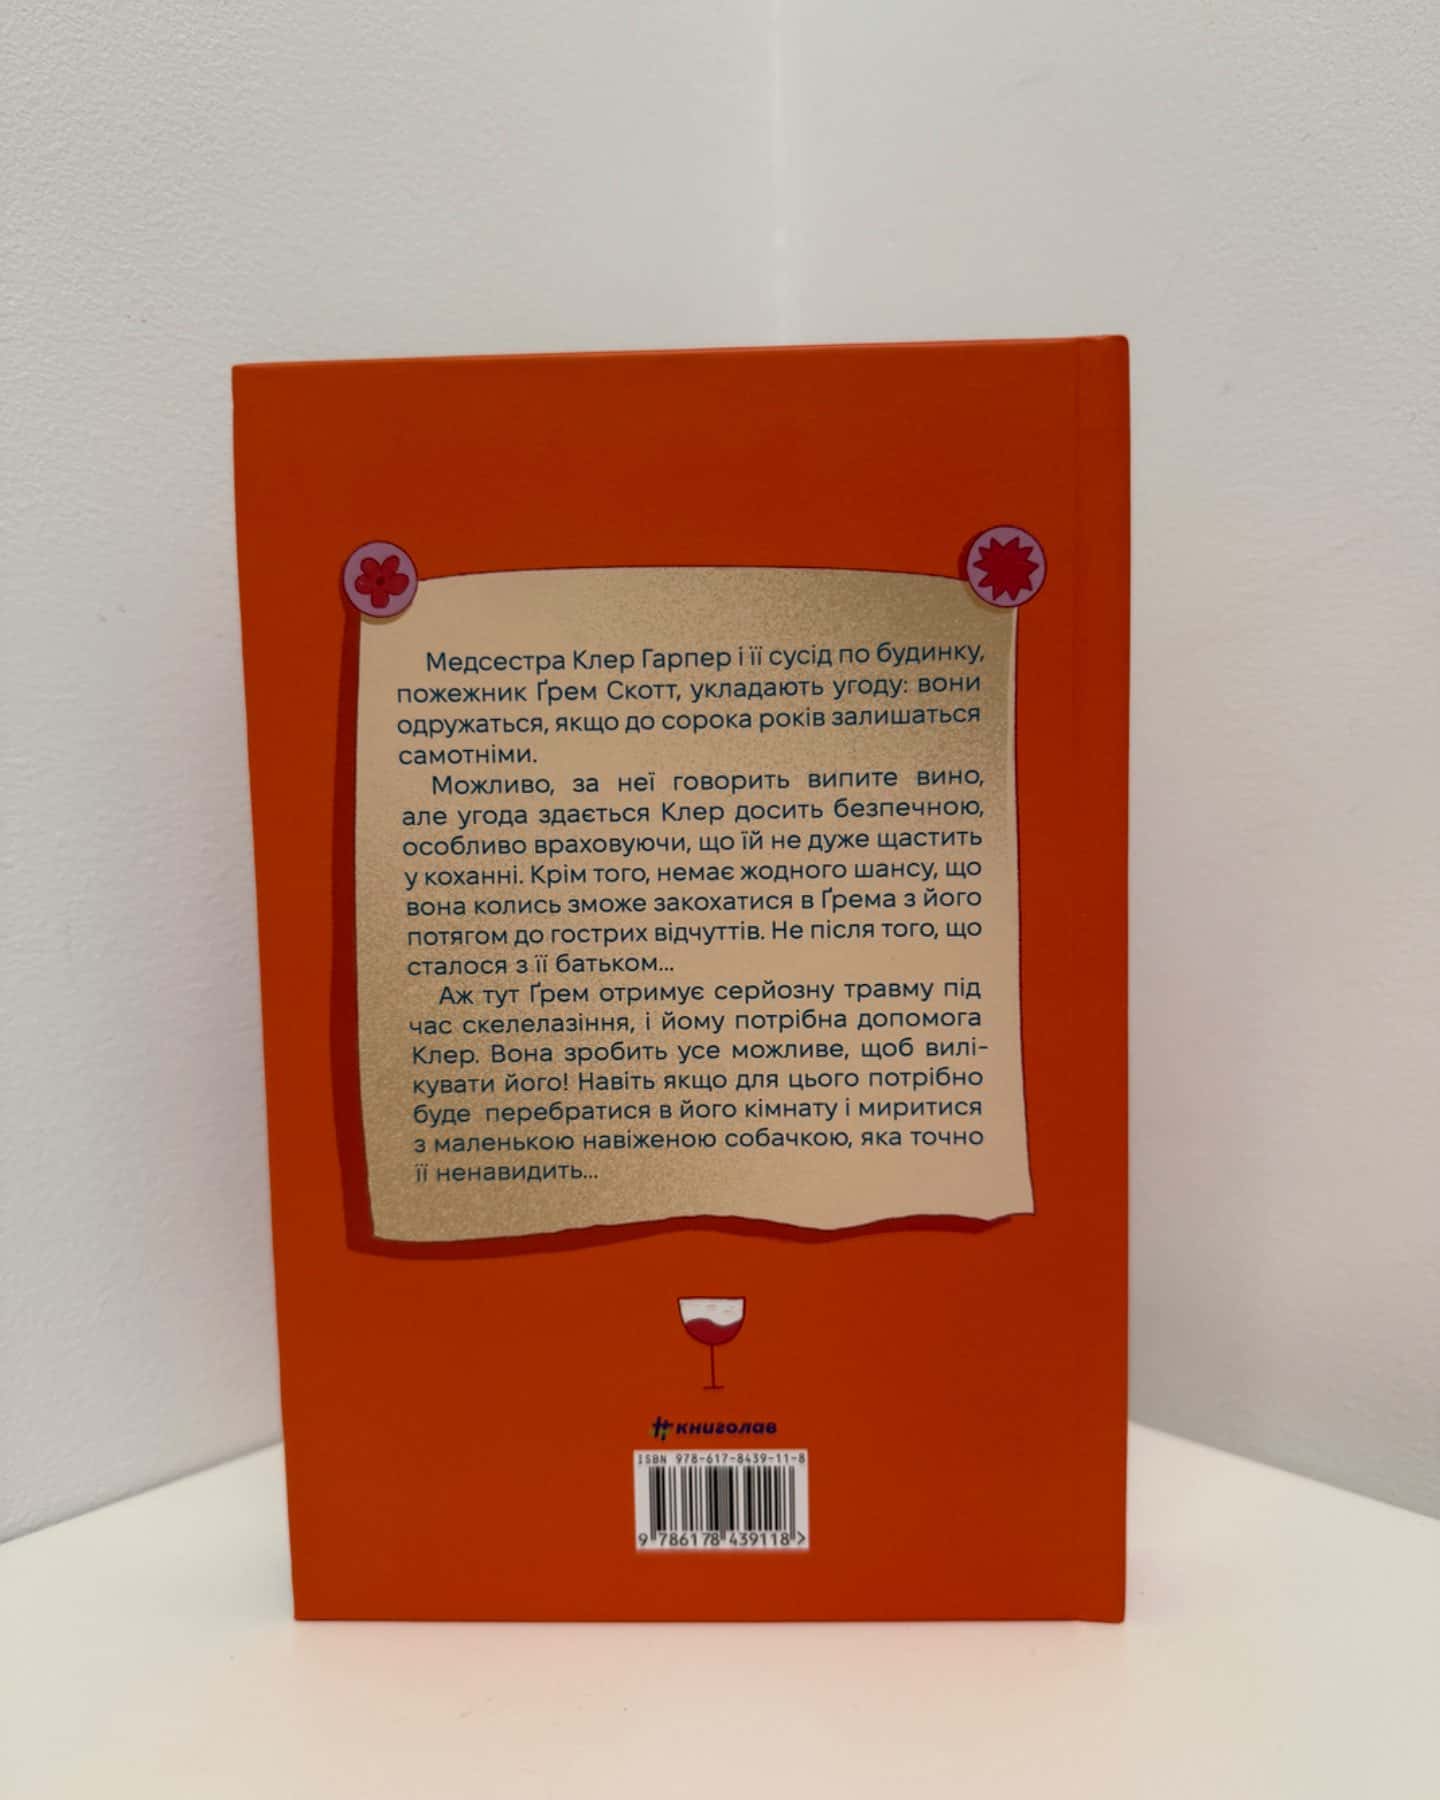 Медсестра Клер Гарпер і її сусід по будинку,
пожежник Ґрем Скотт, укладають угоду: вони
одружаться, якщо до сорока років залишаться
самотніми.
Можливо, за неї говорить випите вино,
але угода здається Клер досить безпечною,
особливо враховуючи, що їй не дуже щастить
у коханні. Крім того, немає жодного шансу, що
вона колись зможе закохатися в Ґрема з його
потягом до гострих відчуттів. Не після того, що
сталося з її батьком...
Аж тут Ґрем отримує серйозну травму під
час скелелазіння, і йому потрібна допомога
Клер. Вона зробить усе можливе, щоб вилі-
кувати його! Навіть якщо для цього потрібно
буде перебратися в його кімнату і миритися
з маленькою навіженою собачкою, яка точно
її ненавидить...
#книголав
ISBN 978-617-8439-11-8
9 786178 439118 >